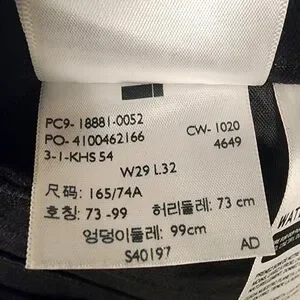 PC9- 18881-0052
PO- 4100462166
CW- 1020
3-1-KHS 54
4649
W29 L32
尺码: 165/74A
호칭: 73 -99 허리둘레: 73 cm
엉덩이둘레: 99cm
S40197
AD
WAT